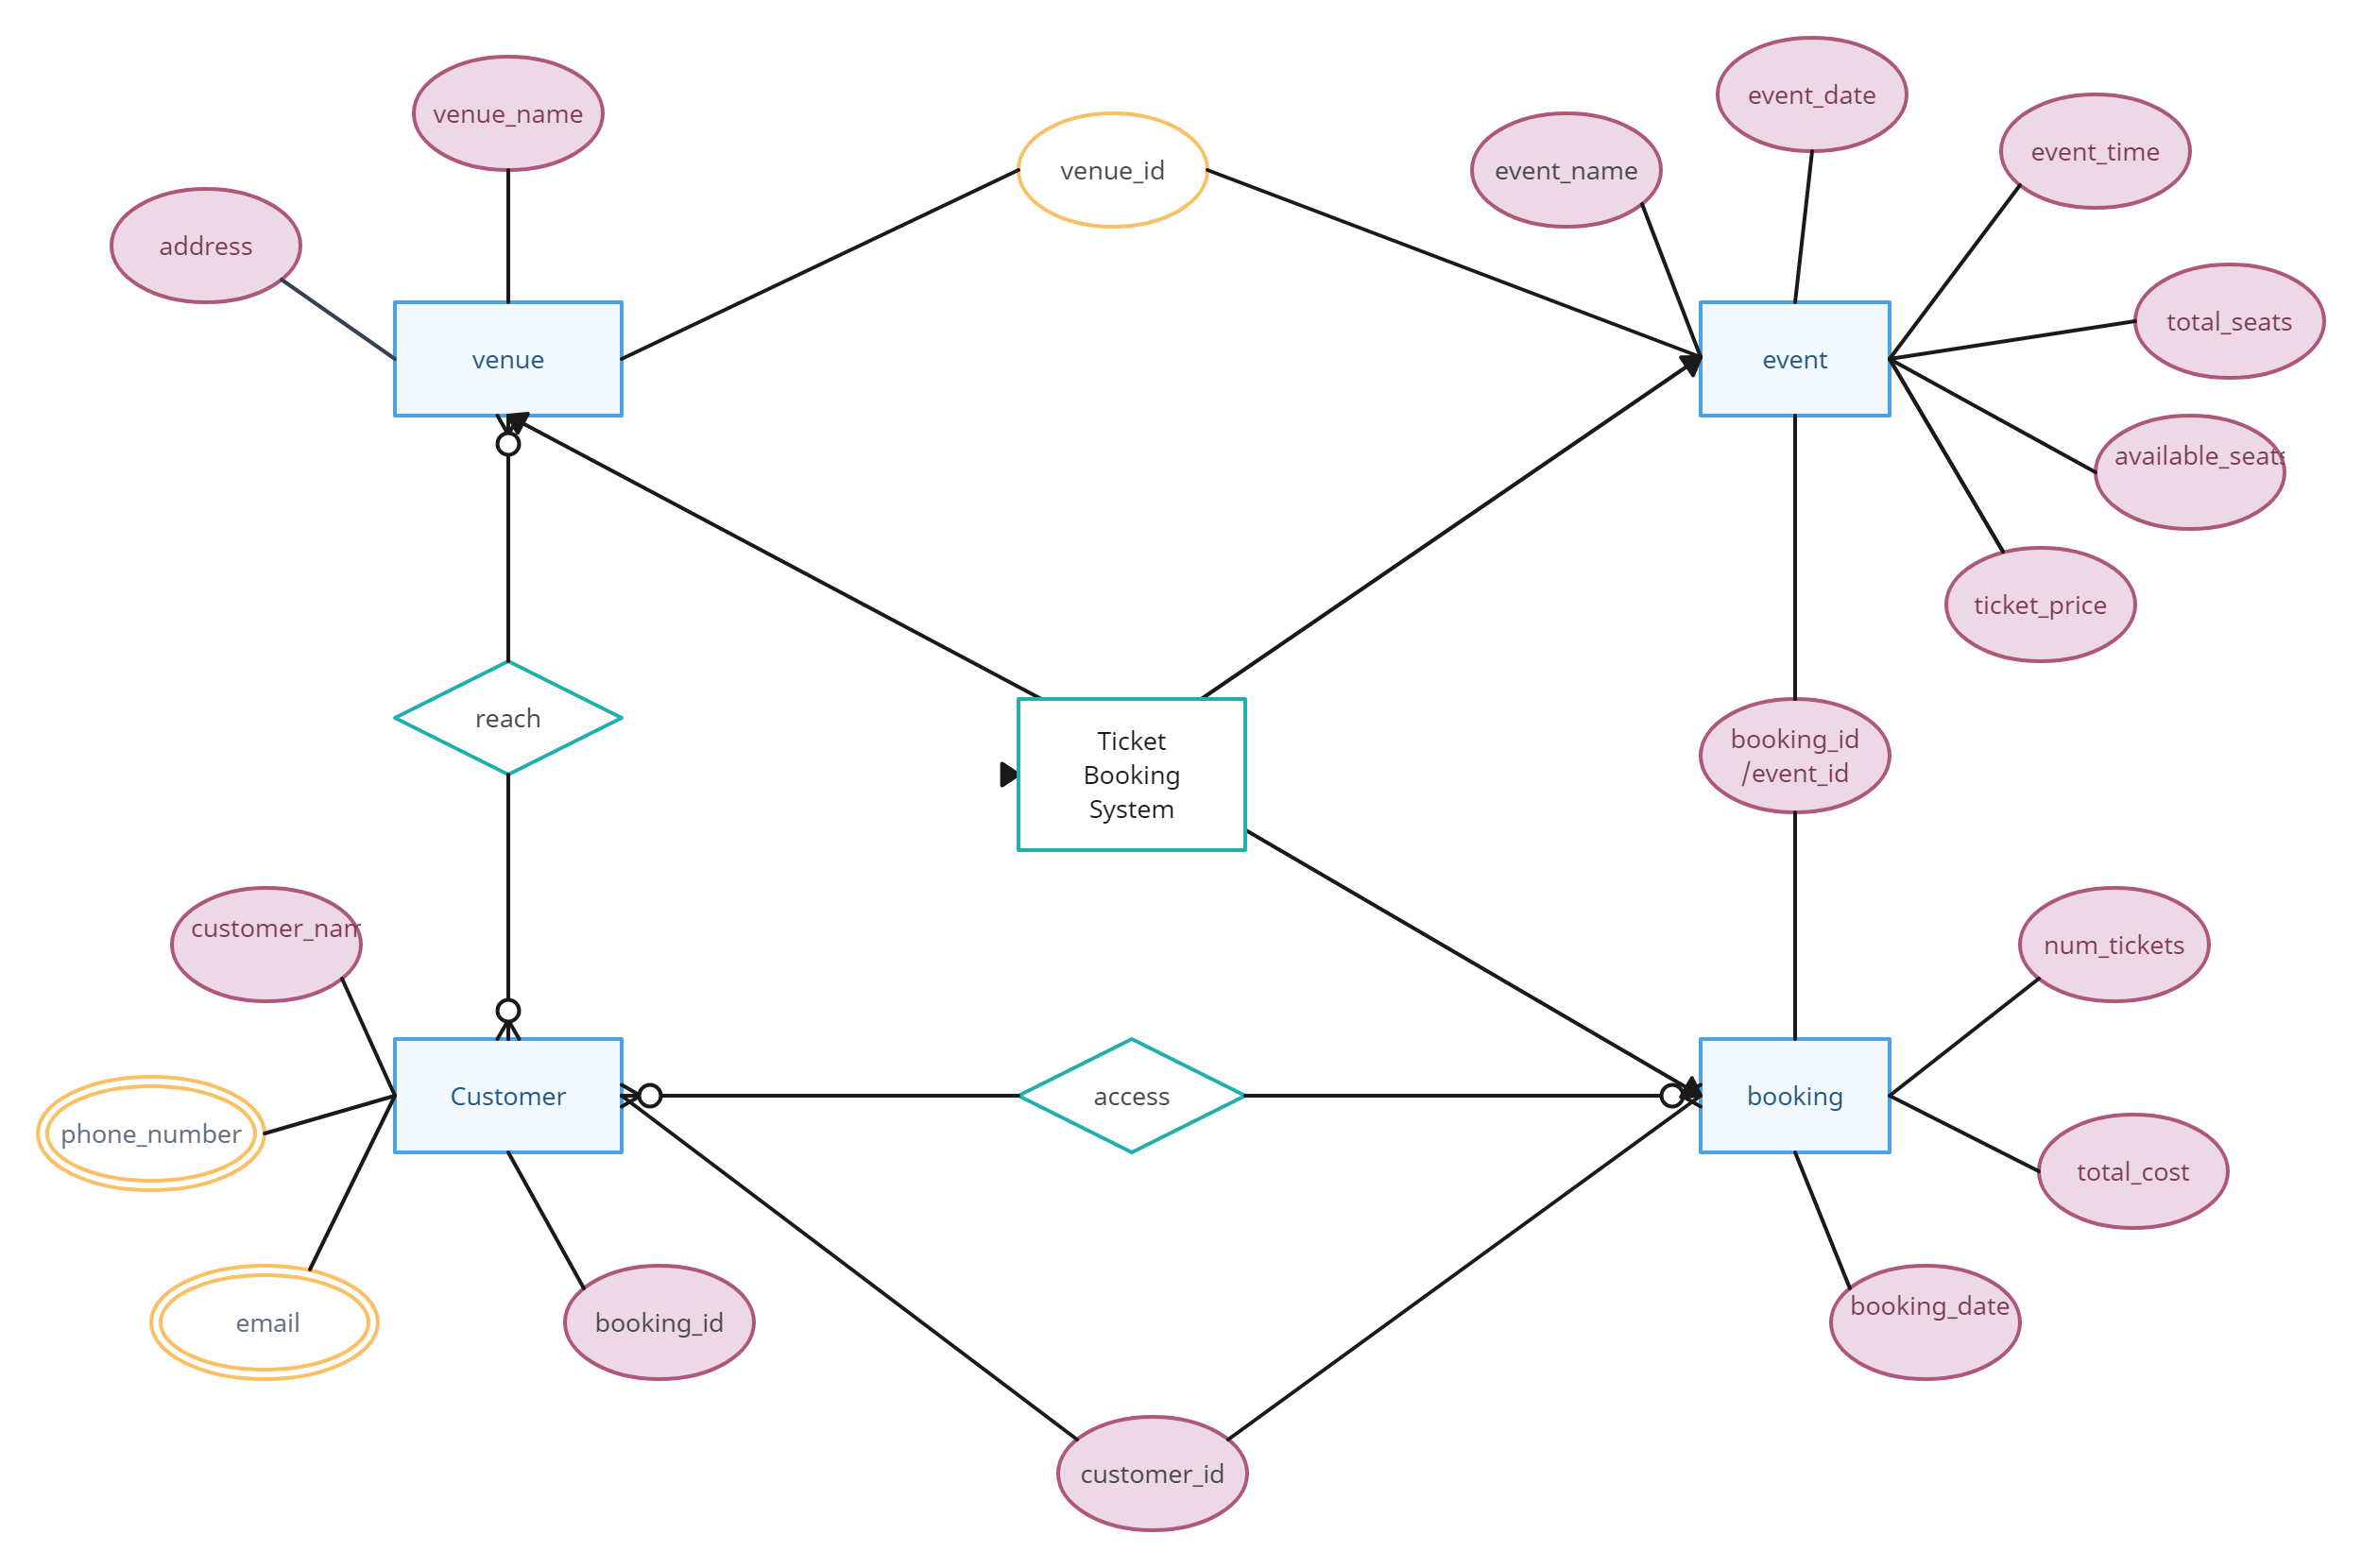 event_date
venue_name
event_time
venue_id
event_name
address
total_seats
venue
event
available_seat
ticket_price
reach
Ticket
Booking
System
booking_id
/event_id
customer_nam
num_tickets
Customer
access
booking
phone_number
total_cost
email
booking_id
booking_date
customer_id